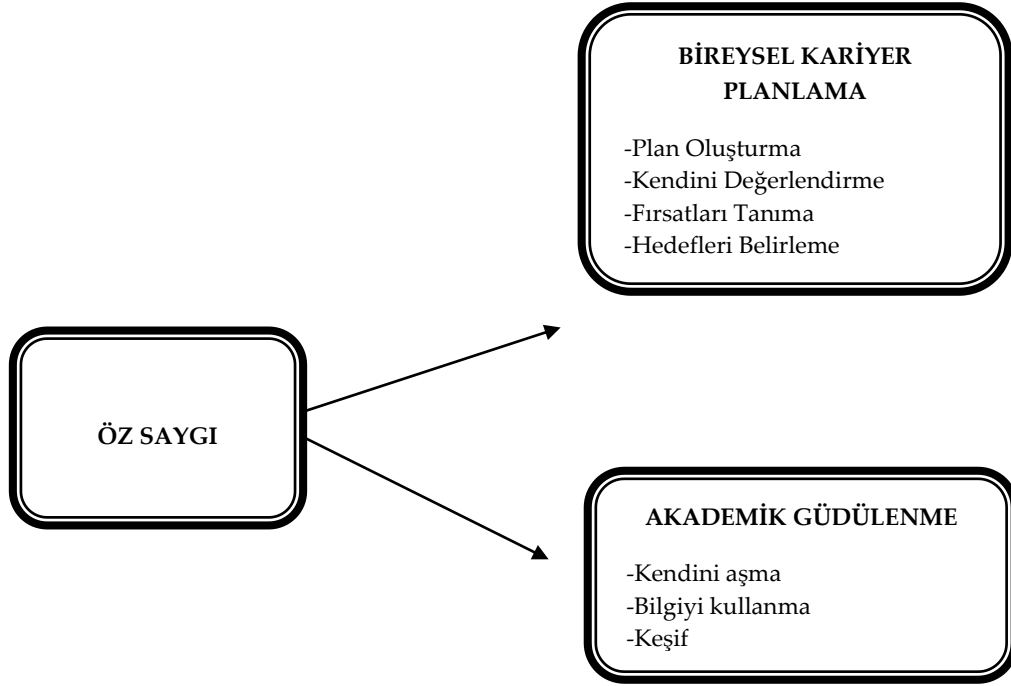 BİREYSEL KARİYER
PLANLAMA
-Plan Oluşturma
-Kendini Değerlendirme
-Fırsatları Tanıma
-Hedefleri Belirleme
ÖZ SAYGI
AKADEMİK GÜDÜLENME
-Kendini aşma
-Bilgiyi kullanma
-Keşif